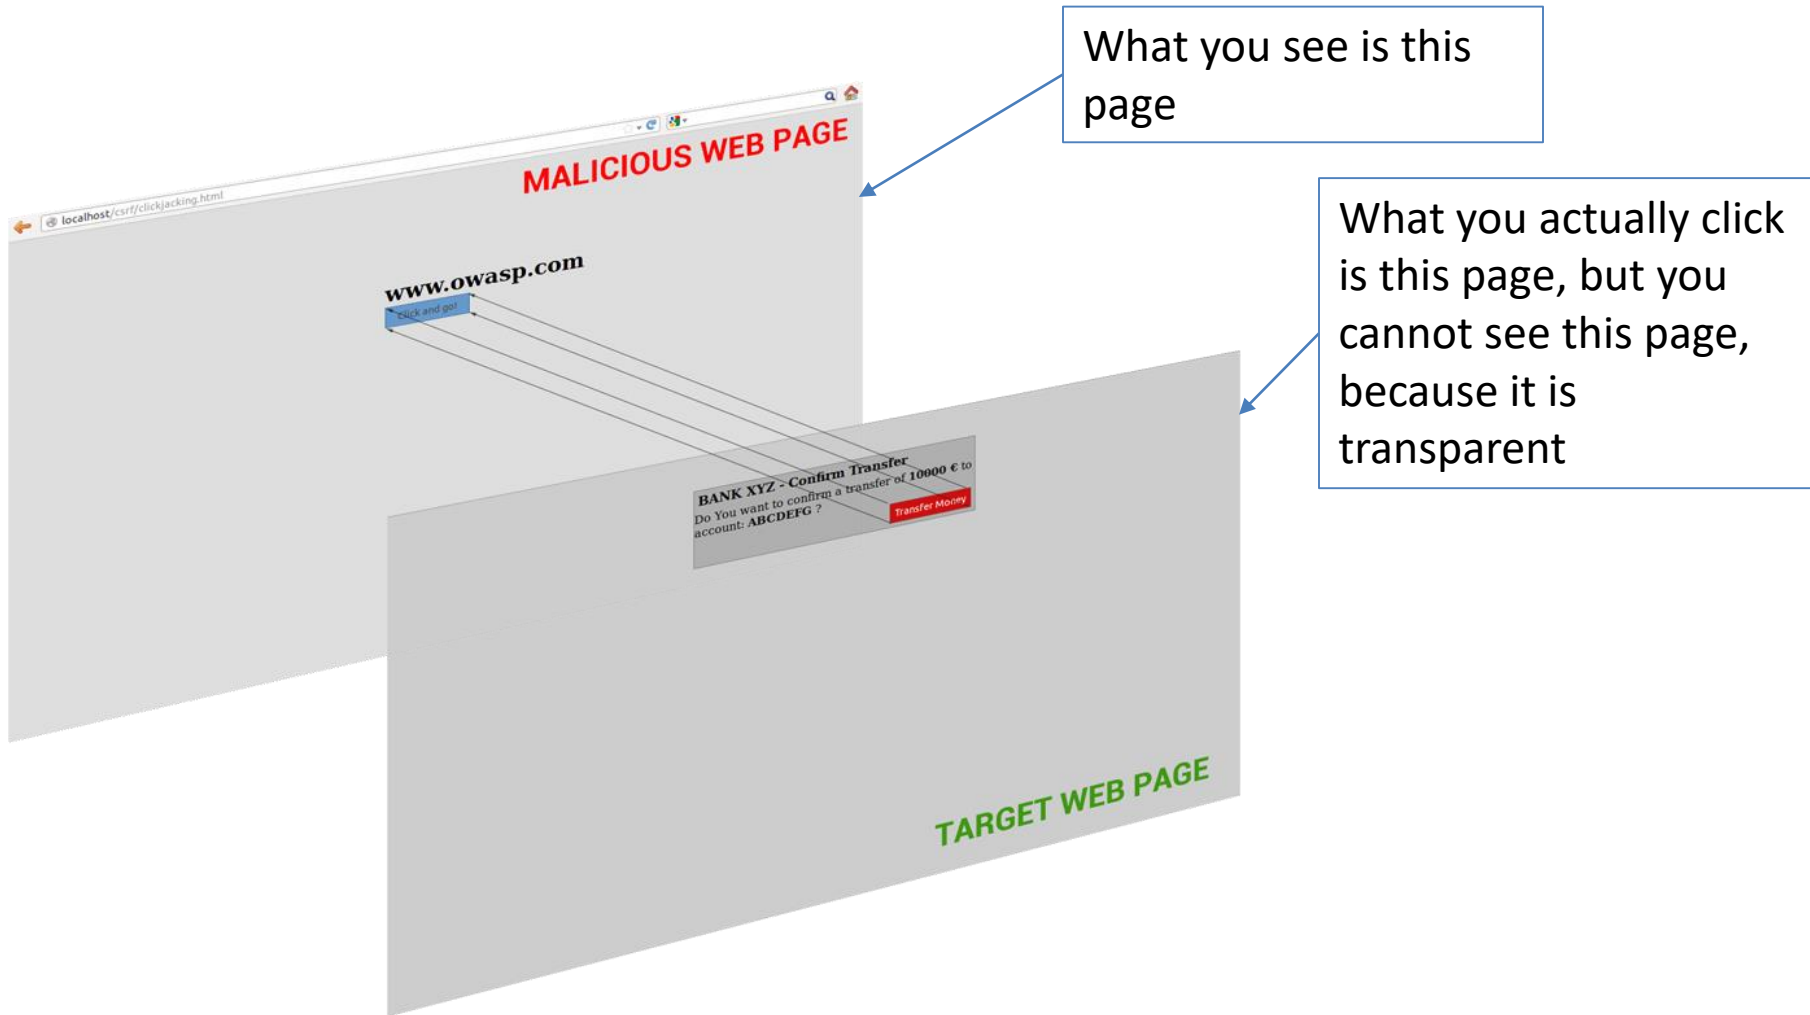 What you see is this
page
localhost/csrf/clickjacking.html
MALICIOUS WEB PAGE
www.owasp.com
Click and go!
What you actually click
is this page, but you
cannot see this page,
because it is
transparent
BANK XYZ - Confirm Transfer
Do You want to confirm a transfer of 10000 € to
account: ABCDEFG ?
Transfer Money
TARGET WEB PAGE